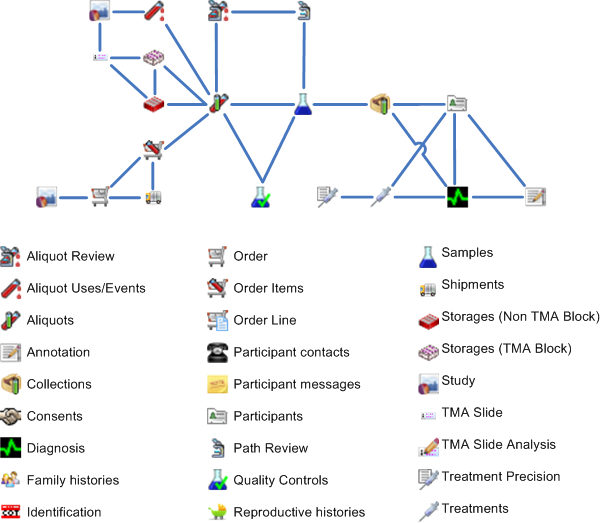 Aliquot Review
Order
Samples
Aliquot Uses/Events
Order Items
Shipments
Aliquots
Order Line
Storages (Non TMA Block)
Annotation
Participant contacts
Storages (TMA Block)
Collections
Participant messages
Study
Consents
Participants
TMA Slide
Diagnosis
Path Review
TMA Slide Analysis
Family histories
Quality Controls
Treatment Precision
Identification
Reproductive histories
Treatments